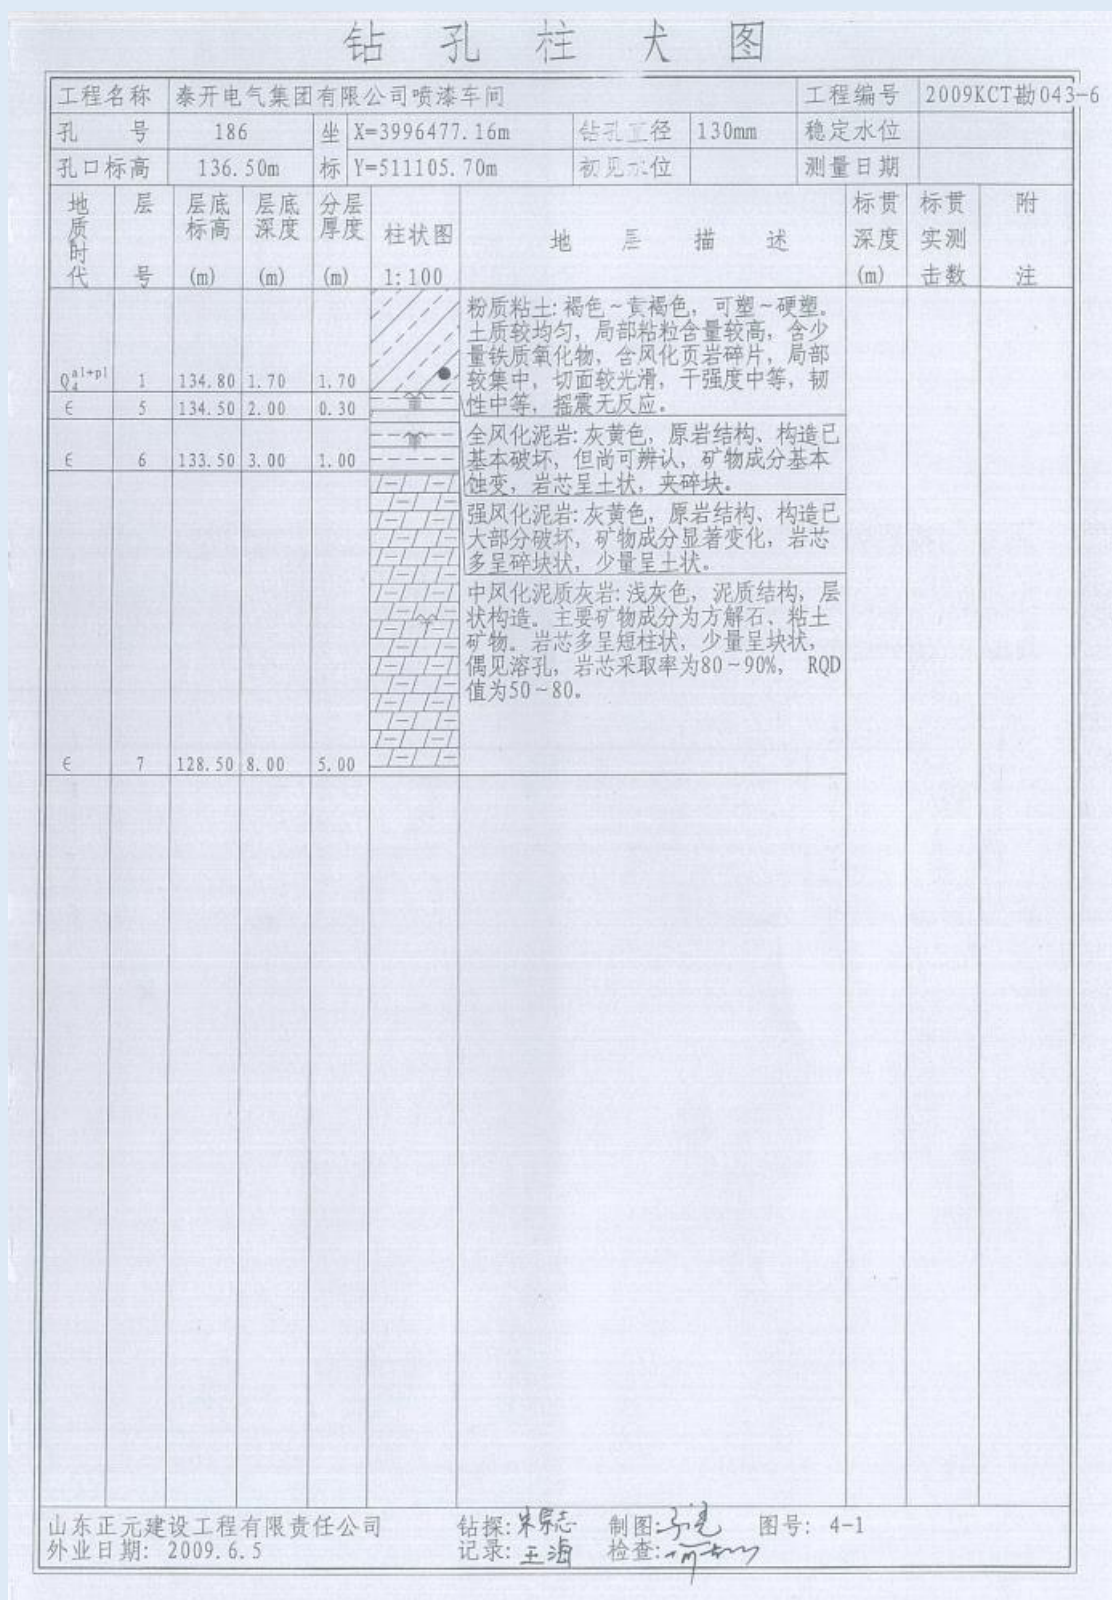 钻孔柱状图
工程名称 泰开电气集团有限公司喷漆车间 工程编号 2009KCT勘043-6
孔号 186 坐 X=3996477.16m 钻孔直径 130mm 稳定水位
孔口标高 136.50m 标 Y=511105.70m 初见水位 测量日期
地质时代 层号 层底标高(m) 层底深度(m) 分层厚度(m) 柱状图1:100 地层描述 标贯深度(m) 标贯实测击数 附注
粉质粘土:褐色~黄褐色,可塑~硬塑。
土质较均匀,局部粘粒含量较高,含少
量铁质氧化物,含风化页岩碎片,局部
较集中,切面较光滑,干强度中等,韧
性中等,摇震无反应。
Q4al+pl 1 134.80 1.70 1.70
∈ 5 134.50 2.00 0.30
全风化泥岩:灰黄色,原岩结构、构造已
基本破坏,但尚可辨认,矿物成分基本
蚀变,岩芯呈土状,夹碎块。
∈ 6 133.50 3.00 1.00
强风化泥岩:灰黄色,原岩结构、构造已
大部分破坏,矿物成分显著变化,岩芯
多呈碎块状,少量呈土状。
中风化泥质灰岩:浅灰色,泥质结构,层
状构造。主要矿物成分为方解石、粘土
矿物。岩芯多呈短柱状,少量呈块状,
偶见溶孔,岩芯采取率为80~90%, RQD
值为50~80。
∈ 7 128.50 8.00 5.00
山东正元建设工程有限责任公司 钻探: 制图: 图号: 4-1
外业日期: 2009.6.5 记录:王海 检查: